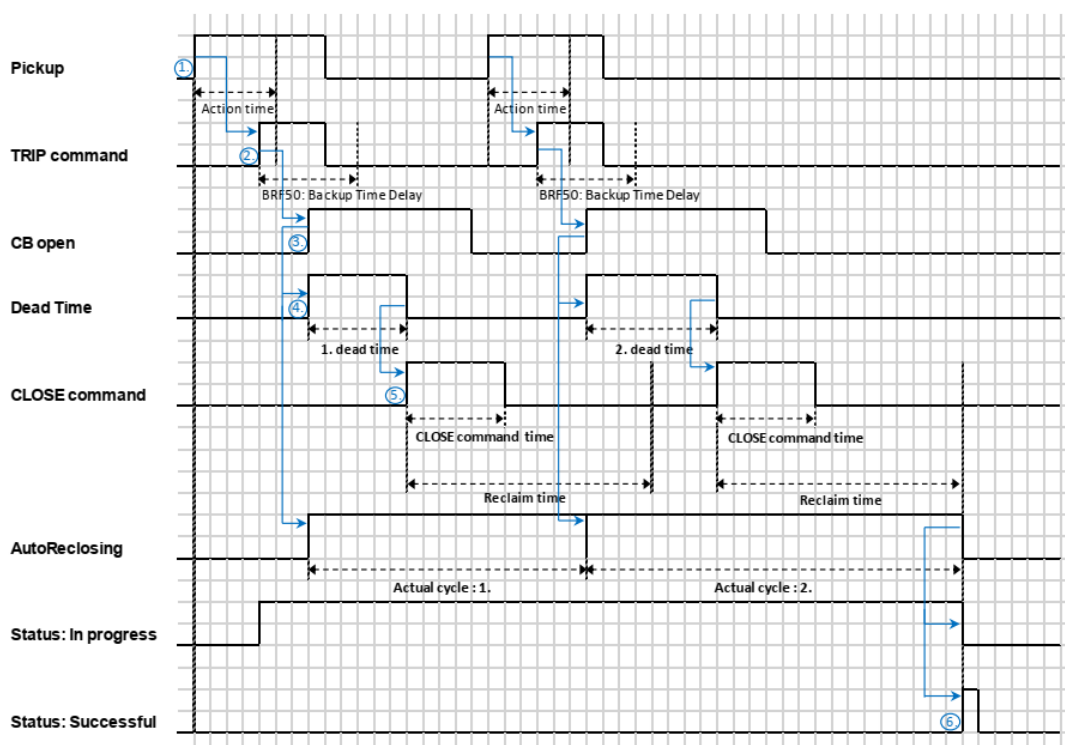 Pickup
1.
Action time
Action time
TRIP command
2.
BRF50: Backup Time Delay
BRF50: Backup Time Delay
CB open
3.
Dead Time
4.
1. dead time
2. dead time
CLOSE command
5.
CLOSE command time
CLOSE command time
Reclaim time
Reclaim time
AutoReclosing
Actual cycle : 1.
Actual cycle : 2.
Status: In progress
Status: Successful
6.